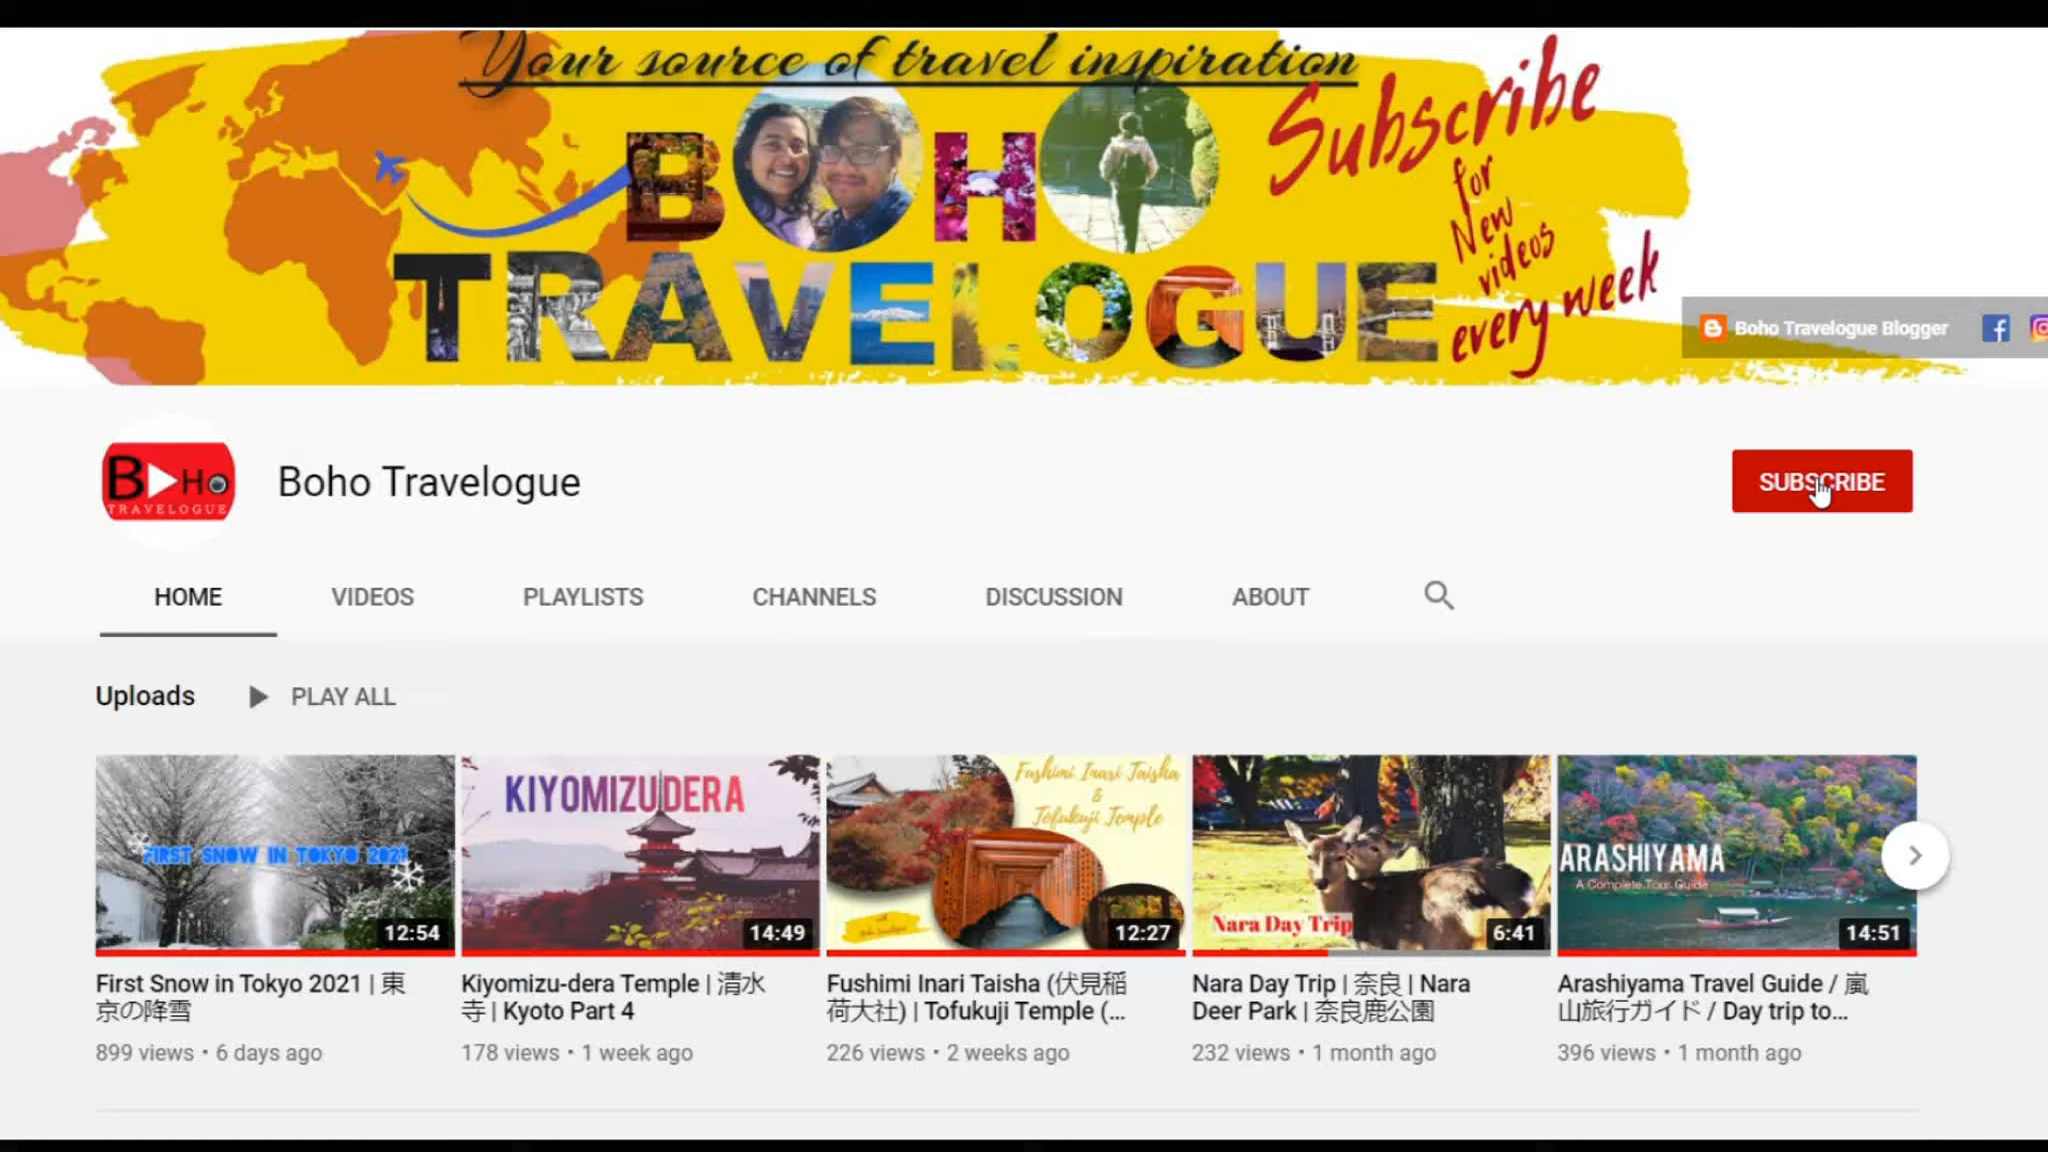 Your source of travel inspiration
BOHO
TRAVELOGUE
Subscribe
for
New
videos
every week
Boho Travelogue Blogger
B HO
TRAVELOGUE
Boho Travelogue
SUBSCRIBE
HOME VIDEOS PLAYLISTS CHANNELS DISCUSSION ABOUT
Uploads PLAY ALL
FIRST SNOW IN TOKYO 2021
12:54
KIYOMIZUDERA
14:49
Fushimi Inari Taisha
&
Tofukuji Temple
12:27
Nara Day Trip
6:41
ARASHIYAMA
A Complete Tour Guide
14:51
First Snow in Tokyo 2021 | 東
京の降雪
899 views • 6 days ago
Kiyomizu-dera Temple | 清水
寺 | Kyoto Part 4
178 views • 1 week ago
Fushimi Inari Taisha (伏見稲
荷大社) | Tofukuji Temple (...
226 views • 2 weeks ago
Nara Day Trip | 奈良 | Nara
Deer Park | 奈良鹿公園
232 views • 1 month ago
Arashiyama Travel Guide / 嵐
山旅行ガイド / Day trip to...
396 views • 1 month ago